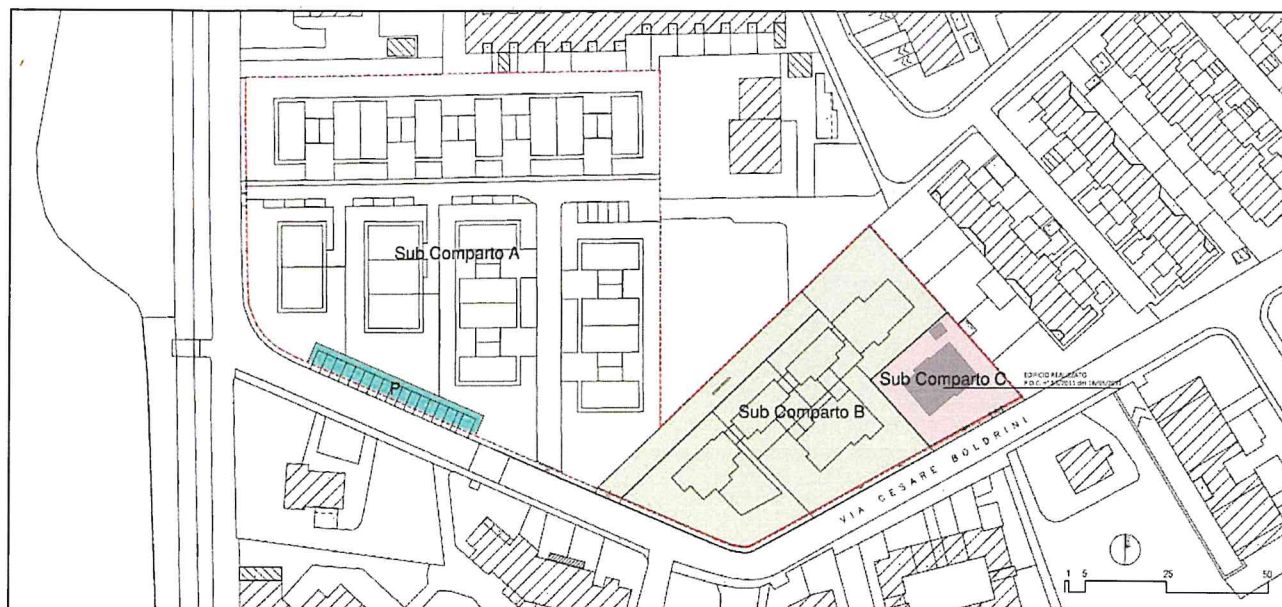 Sub Comparto A
P
Sub Comparto B
Sub Comparto C
EDIFICIO REALIZZATO
VIA CESARE BOLDRINI
1 5 25 50